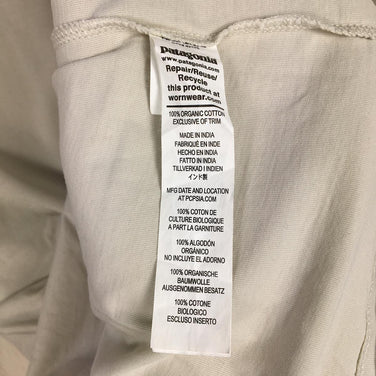 patagonia
www.patagonia.com
Repair/Reuse/
Recycle
this product at
wornwear.com
100% ORGANIC COTTON
EXCLUSIVE OF TRIM
MADE IN INDIA
FABRIQUÉ EN INDE
HECHO EN INDIA
FATTO IN INDIA
TILLVERKAD I INDIEN
インド製
MFG DATE AND LOCATION
AT PCPSIA.COM
100% COTON DE
CULTURE BIOLOGIQUE
A PART LA GARNITURE
100% ALGODÓN
ORGÁNICO
NO INCLUYE EL ADORNO
100% ORGANISCHE
BAUMWOLLE
AUSGENOMMEN BESATZ
100% COTONE
BIOLOGICO
ESCLUSO INSERTO